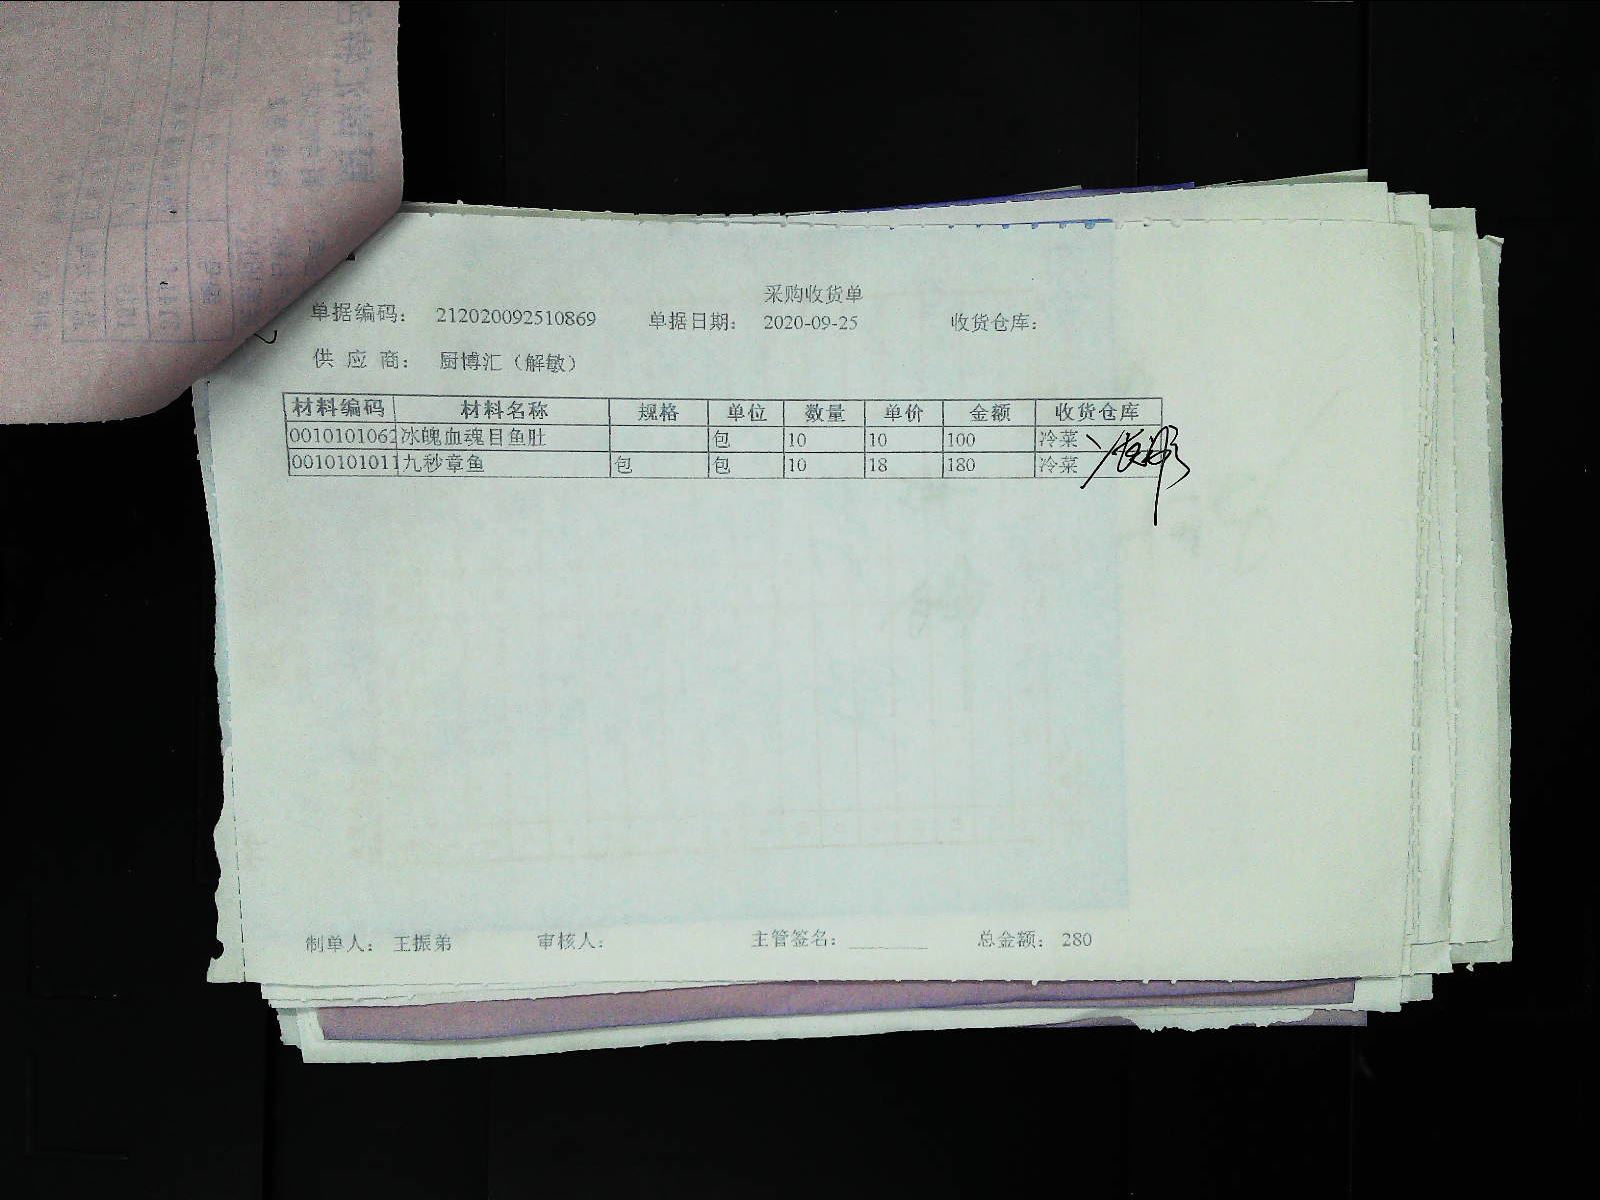 采购收货单
单据编码： 212020092510869 单据日期： 2020-09-25 收货仓库：
供 应 商： 厨博汇（解敏）
材料编码 材料名称 规格 单位 数量 单价 金额 收货仓库
0010101062 冰魄血魂目鱼肚 包 10 10 100 冷菜
0010101011 九秒章鱼 包 包 10 18 180 冷菜
制单人： 王振弟 审核人： 主管签名： 总金额： 280